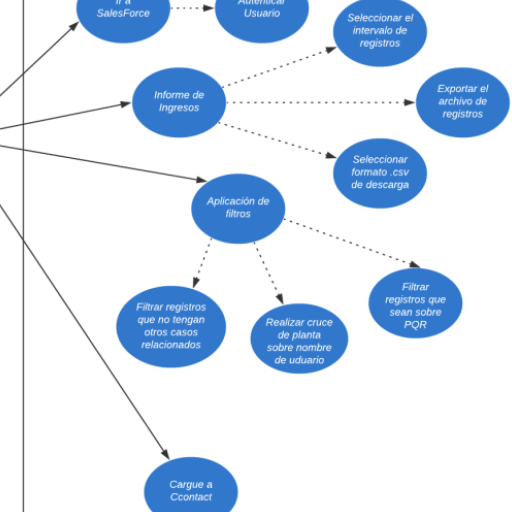 Ir a
SalesForce
Autenticar
Usuario
Seleccionar el
intervalo de
registros
Informe de
Ingresos
Exportar el
archivo de
registros
Seleccionar
formato .csv
de descarga
Aplicación de
filtros
Filtrar
registros que
sean sobre
PQR
Filtrar registros
que no tengan
otros casos
relacionados
Realizar cruce
de planta
sobre nombre
de uduario
Cargue a
Ccontact